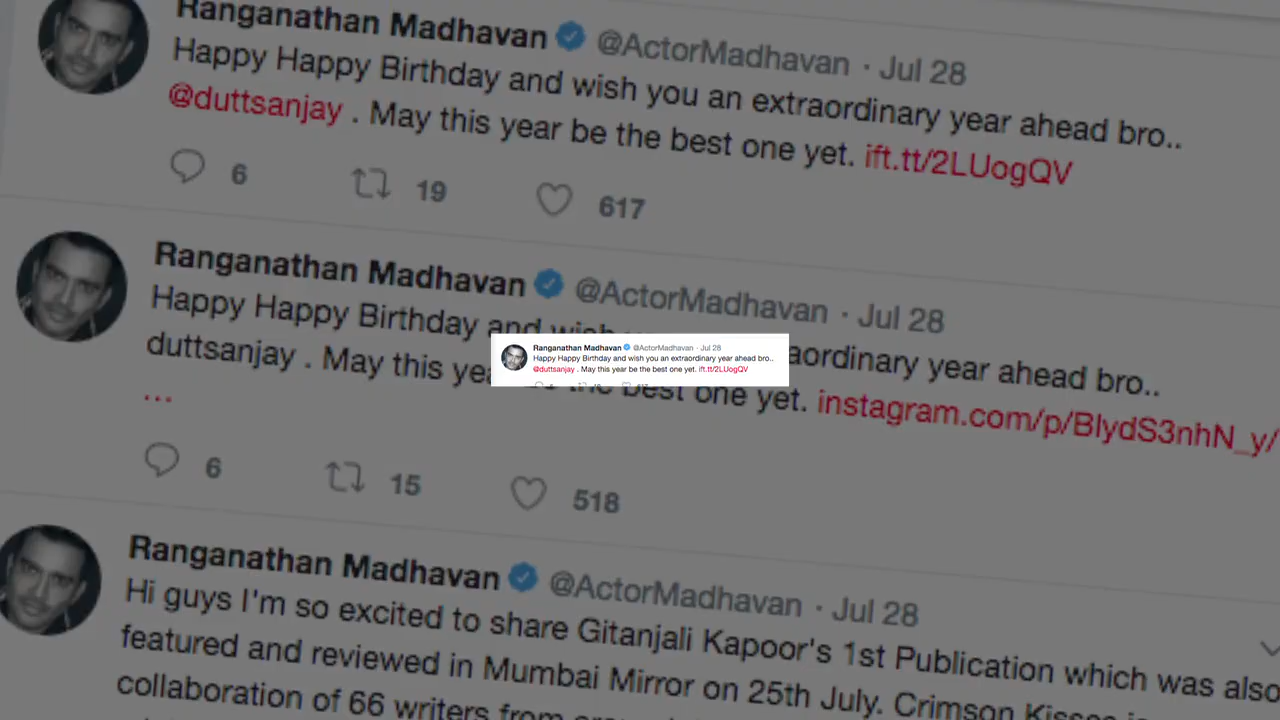 Ranganathan Madhavan @ActorMadhavan · Jul 28
Happy Happy Birthday and wish you an extraordinary year ahead bro..
@duttsanjay . May this year be the best one yet. ift.tt/2LUogQV
6 19 617
Ranganathan Madhavan @ActorMadhavan · Jul 28
Happy Happy Birthday and wish aordinary year ahead bro..
duttsanjay . May this yea the best one yet. instagram.com/p/BlydS3nhN_y/
...
6 15 518
Ranganathan Madhavan @ActorMadhavan · Jul 28
Happy Happy Birthday and wish you an extraordinary year ahead bro..
@duttsanjay . May this year be the best one yet. ift.tt/2LUogQV
Ranganathan Madhavan @ActorMadhavan · Jul 28
Hi guys I'm so excited to share Gitanjali Kapoor's 1st Publication which was also
featured and reviewed in Mumbai Mirror on 25th July. Crimson Kisses
collaboration of 66 writers from